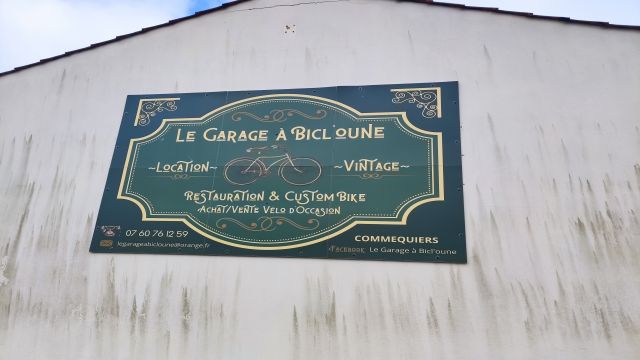 Le Garage à Bicl'oune
~Location~ ~Vintage~
Restauration & Custom Bike
Achat/Vente Velo d'Occasion
07 60 76 12 59
legarageabicloune@orange.fr
COMMEQUIERS
Facebook Le Garage à Bicl'oune